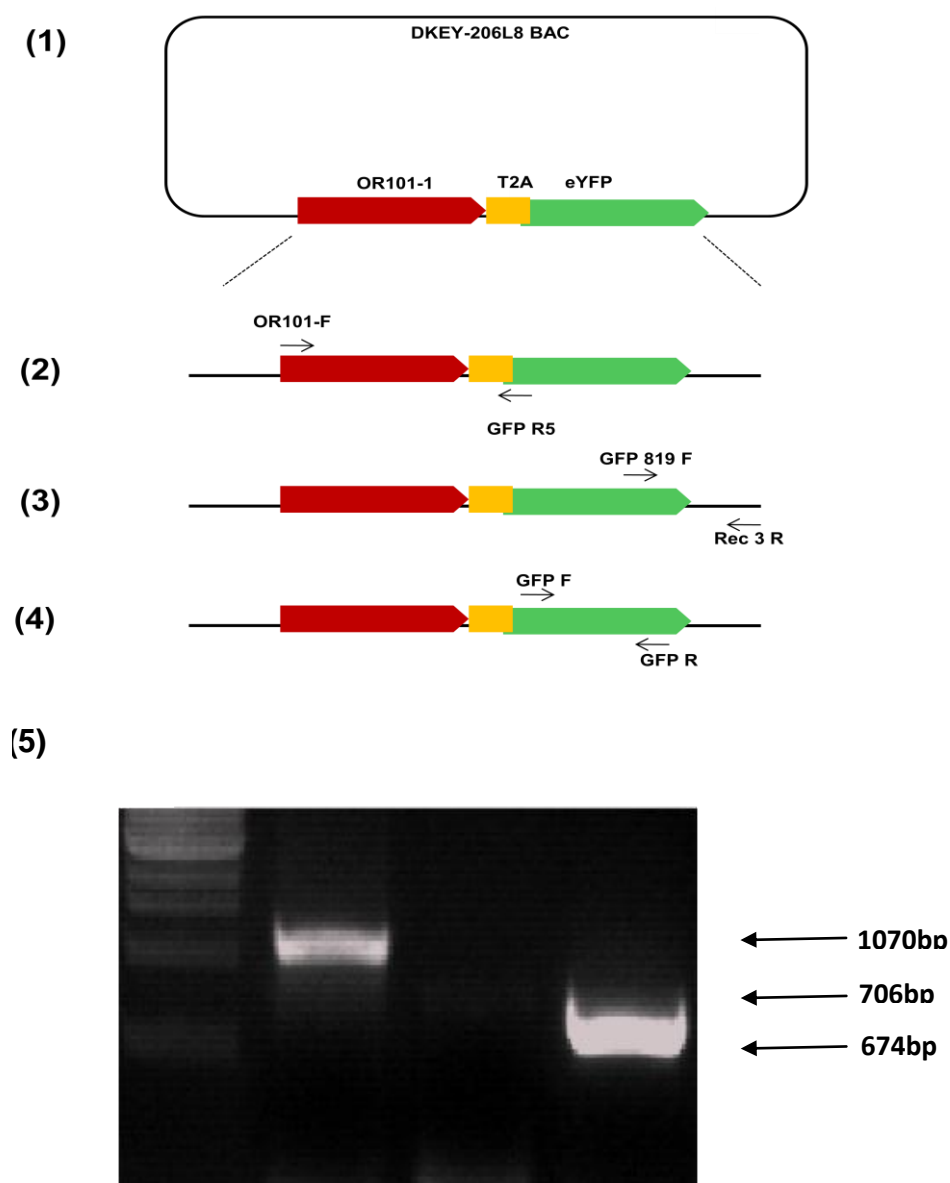 (1)
DKEY-206L8 BAC
OR101-1 T2A eYFP
OR101-F
(2)
GFP R5
GFP 819 F
(3)
Rec 3 R
GFP F
(4)
GFP R
(5)
1070bp
706bp
674bp